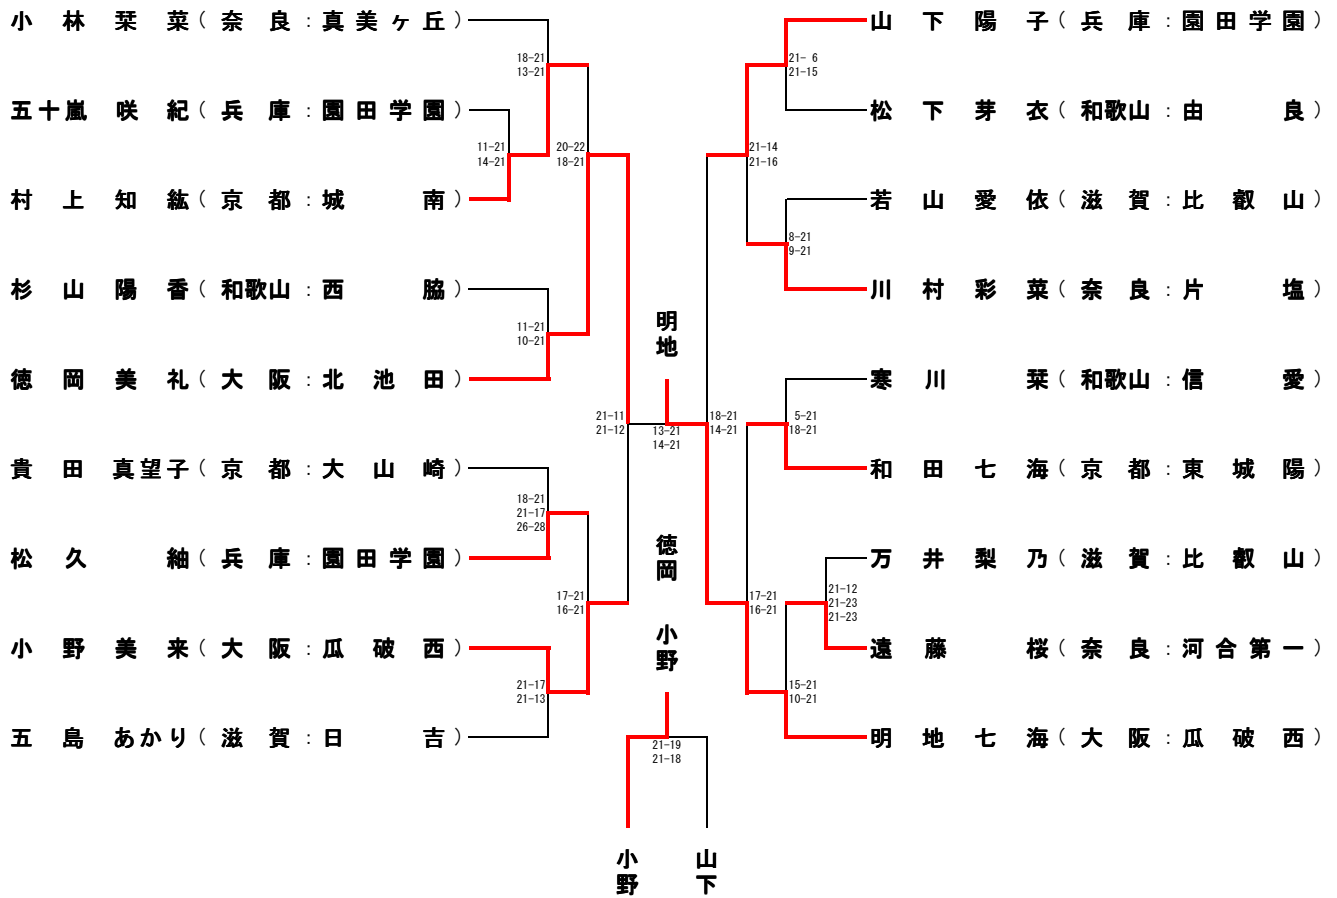 小林栞菜（奈良：真美ヶ丘）
18-21
13-21
五十嵐咲紀（兵庫：園田学園）
11-21
14-21
村上知紘（京都：城南）
20-22
18-21
杉山陽香（和歌山：西脇）
11-21
10-21
徳岡美礼（大阪：北池田）
21-11
21-12
貴田真望子（京都：大山崎）
18-21
21-17
26-28
松久紬（兵庫：園田学園）
17-21
16-21
小野美来（大阪：瓜破西）
21-17
21-13
五島あかり（滋賀：日吉）
明地
13-21
14-21
徳岡
小野
21-19
21-18
小野
山下
山下陽子（兵庫：園田学園）
21- 6
21-15
松下芽衣（和歌山：由良）
21-14
21-16
若山愛依（滋賀：比叡山）
8-21
9-21
川村彩菜（奈良：片塩）
18-21
14-21
寒川栞（和歌山：信愛）
5-21
18-21
和田七海（京都：東城陽）
17-21
16-21
万井梨乃（滋賀：比叡山）
21-12
21-23
21-23
遠藤桜（奈良：河合第一）
15-21
10-21
明地七海（大阪：瓜破西）